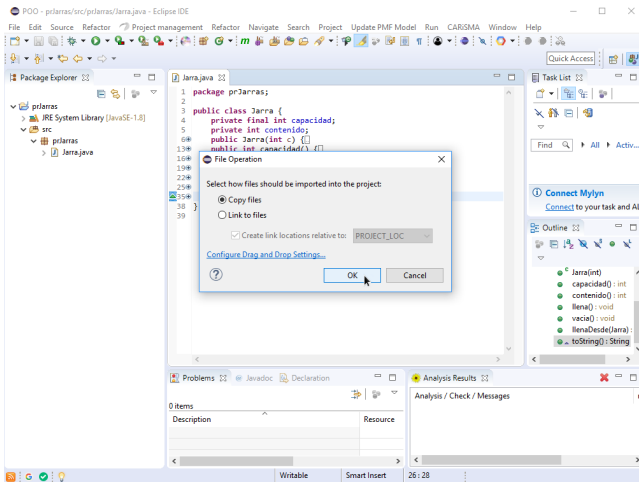 POO - prJarras/src/prJarras/Jarra.java - Eclipse IDE
File Edit Source Refactor Project management Refactor Navigate Search Project Update PMF Model Run CARiSMA Window Help
Quick Access
Package Explorer
prJarras
JRE System Library [JavaSE-1.8]
src
prJarras
Jarra.java
Jarra.java
1 package prJarras;
2
3 public class Jarra {
4 private final int capacidad;
5 private int contenido;
6 public Jarra(int c) {
13 public int capacidad() {
16
19
22
25
35
38 }
39
File Operation
Select how files should be imported into the project:
Copy files
Link to files
Create link locations relative to: PROJECT_LOC
Configure Drag and Drop Settings...
OK Cancel
Task List
Find All Activ...
Connect Mylyn
Connect to your task and AL
Outline
Jarra(int)
capacidad() : int
contenido() : int
llena() : void
vacia() : void
llenaDesde(Jarra) :
toString() : String
Problems Javadoc Declaration
0 items
Description Resource
Analysis Results
Analysis / Check / Messages
Writable Smart Insert 26 : 28